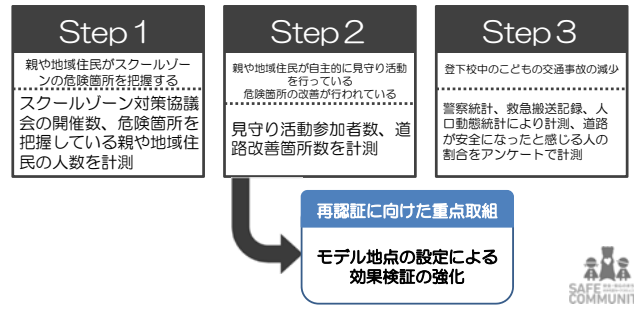 Step 1
親や地域住民がスクールゾー
ンの危険箇所を把握する
スクールゾーン対策協議
会の開催数、危険箇所を
把握している親や地域住
民の人数を計測
Step 2
親や地域住民が自主的に見守り活動
を行っている
危険箇所の改善が行われている
見守り活動参加者数、道
路改善箇所数を計測
Step 3
登下校中のこどもの交通事故の減少
警察統計、救急搬送記録、人
口動態統計により計測、道路
が安全になったと感じる人の
割合をアンケートで計測
再認証に向けた重点取組
モデル地点の設定による
効果検証の強化
SAFE
COMMUNIT